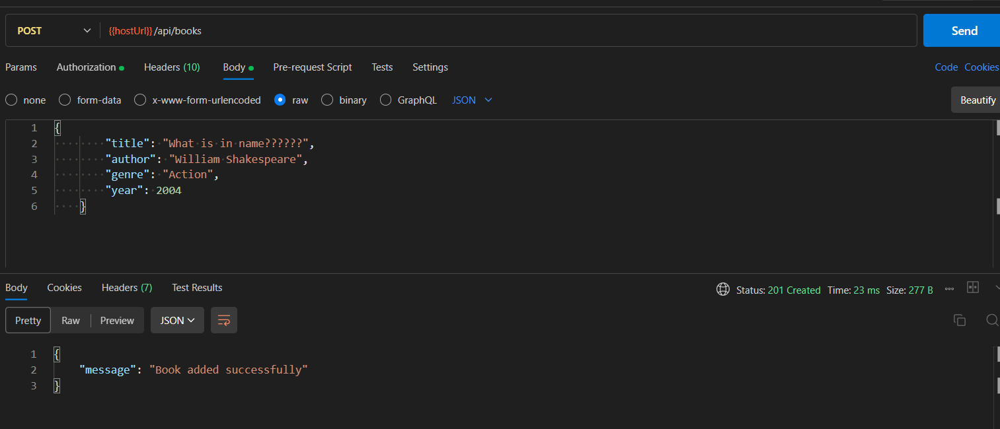 POST {{hostUrl}}/api/books Send
Params Authorization Headers (10) Body Pre-request Script Tests Settings Code Cookies
none form-data x-www-form-urlencoded raw binary GraphQL JSON Beautify
1 {
2 "title": "What is in name??????",
3 "author": "William Shakespeare",
4 "genre": "Action",
5 "year": 2004
6 }
Body Cookies Headers (7) Test Results Status: 201 Created Time: 23 ms Size: 277 B
Pretty Raw Preview JSON
1 {
2 "message": "Book added successfully"
3 }